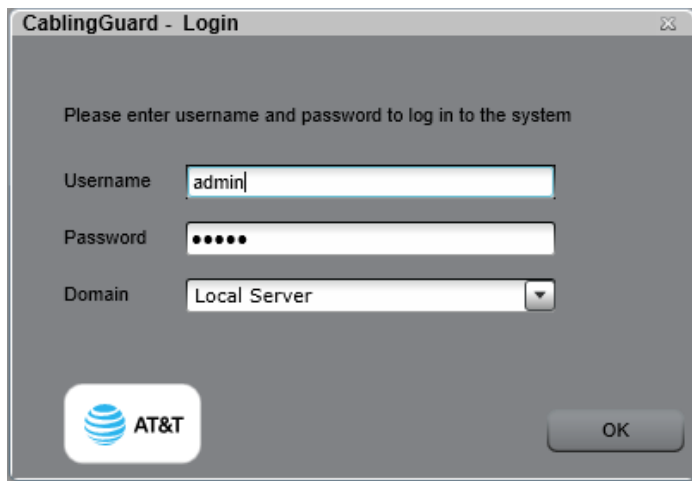 CablingGuard - Login
Please enter username and password to log in to the system
Username admin
Password •••••
Domain Local Server
AT&T
OK